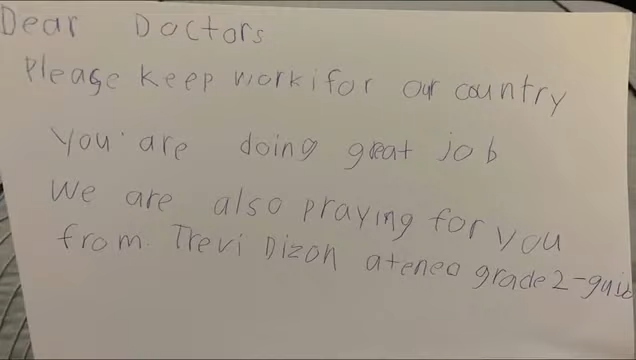 Dear Doctors
Please keep workifor our country
you are doing great job
We are also praying for you
from Trevi Dizon ateneo grade 2-